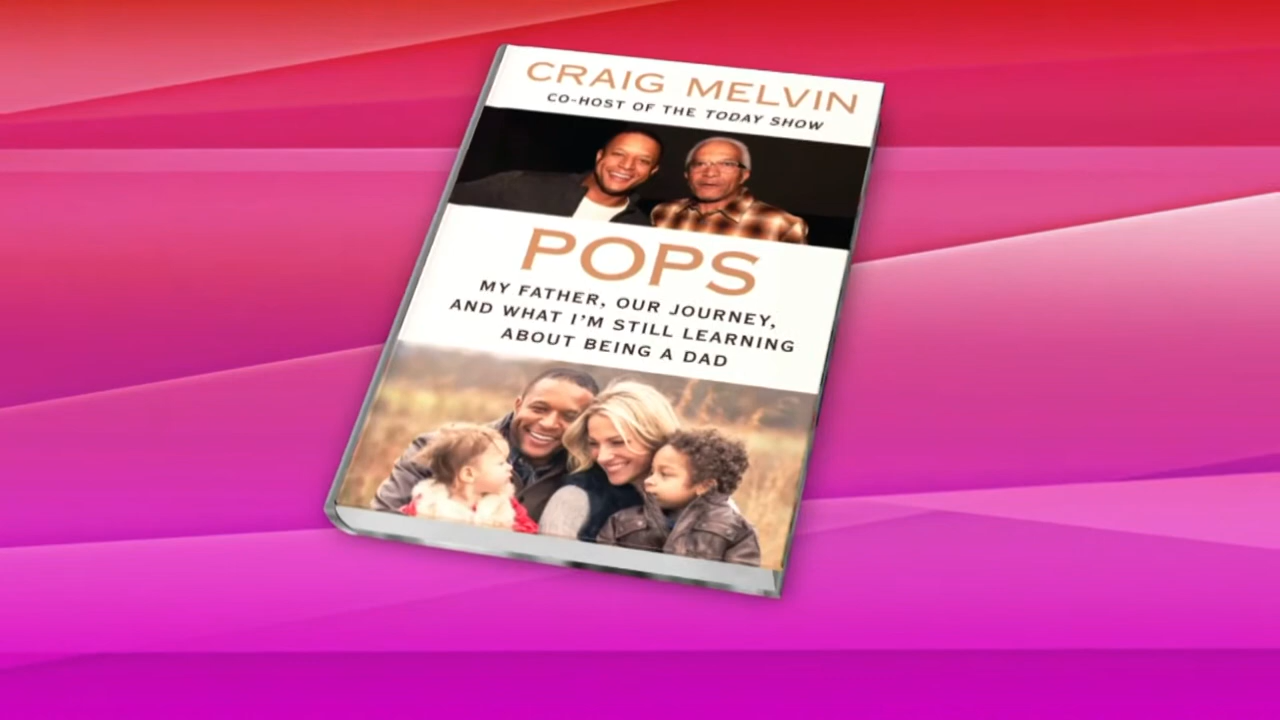 CRAIG MELVIN
CO-HOST OF THE TODAY SHOW
POPS
MY FATHER, OUR JOURNEY,
AND WHAT I'M STILL LEARNING
ABOUT BEING A DAD